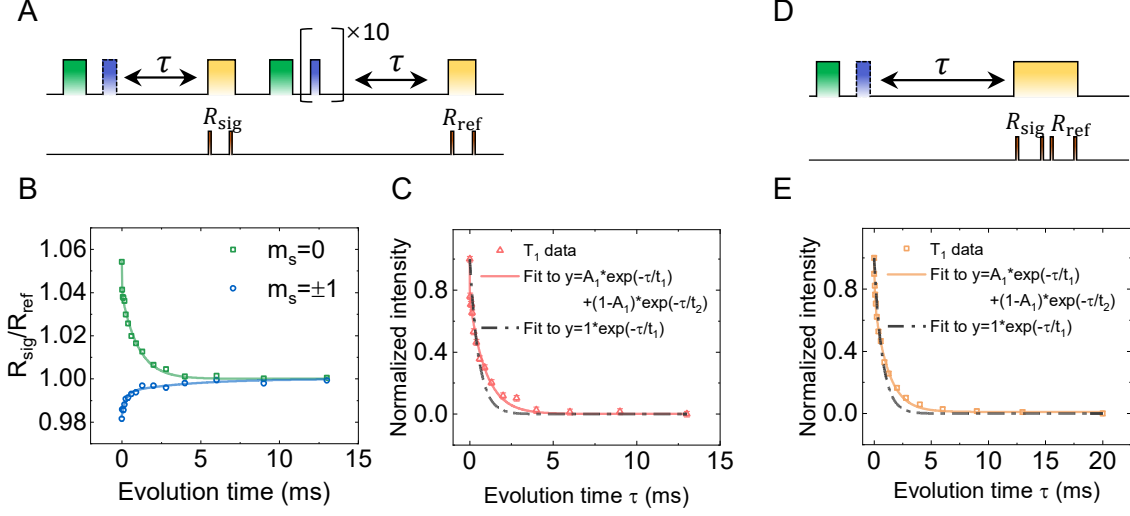 A
D
τ
τ
×10
τ
R_sig
R_ref
R_sig
R_ref
B
C
E
R_sig/R_ref
1.06
1.04
1.02
1.00
0.98
m_s=0
m_s=±1
0
5
10
15
Evolution time (ms)
Normalized intensity
0.8
0.4
0.0
T_1 data
Fit to y=A_1*exp(-τ/t_1)
+(1-A_1)*exp(-τ/t_2)
Fit to y=1*exp(-τ/t_1)
0
5
10
15
Evolution time τ (ms)
Normalized intensity
0.8
0.4
0.0
T_1 data
Fit to y=A_1*exp(-τ/t_1)
+(1-A_1)*exp(-τ/t_2)
Fit to y=1*exp(-τ/t_1)
0
5
10
15
20
Evolution time τ (ms)